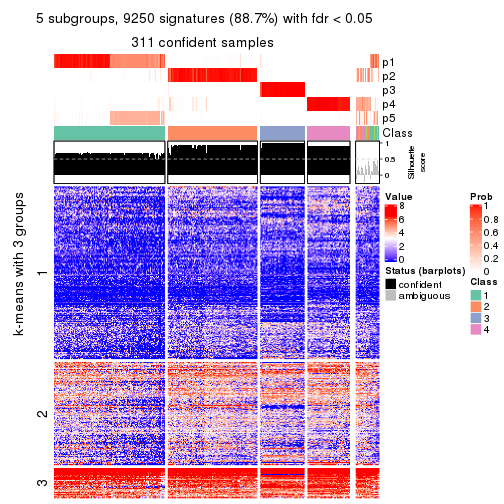 5 subgroups, 9250 signatures (88.7%) with fdr < 0.05
311 confident samples
p1
p2
p3
p4
p5
Class
1
0.5
0
Silhouette
score
k-means with 3 groups
1
2
3
Value
8
6
4
2
0
Status (barplots)
confident
ambiguous
Prob
1
0.8
0.6
0.4
0.2
0
Class
1
2
3
4